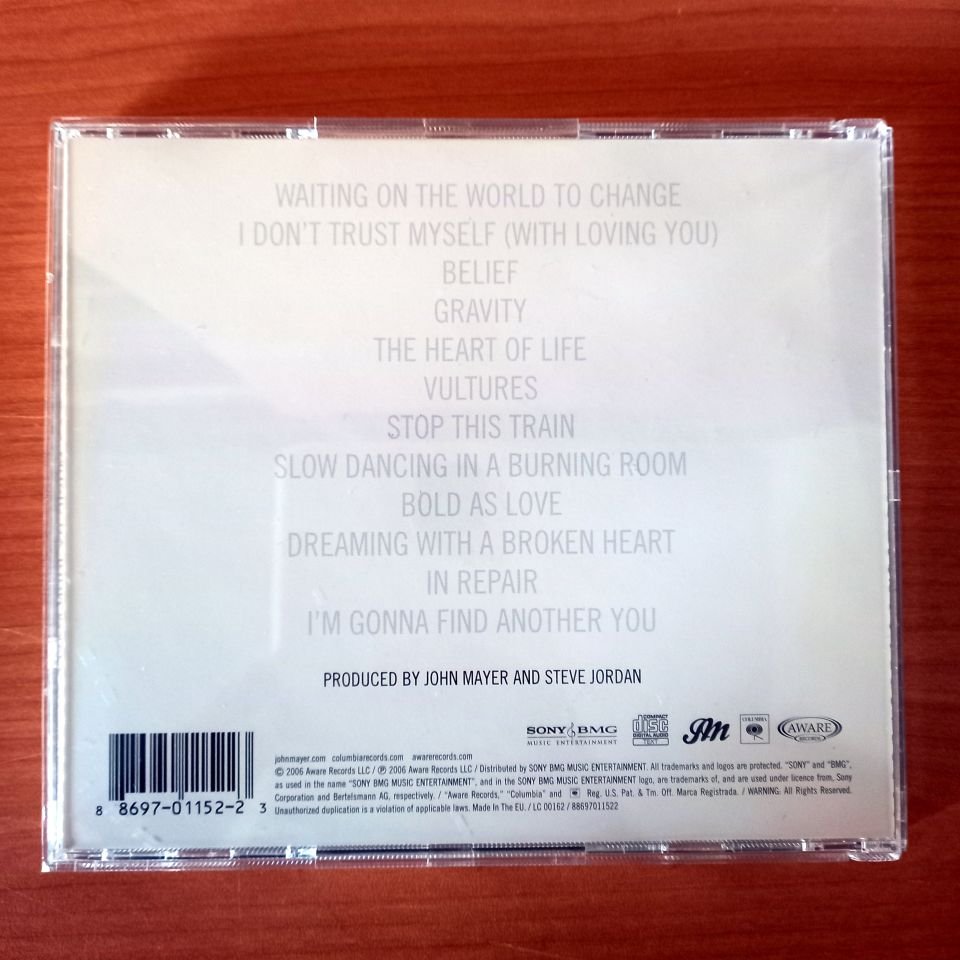 WAITING ON THE WORLD TO CHANGE
I DON'T TRUST MYSELF (WITH LOVING YOU)
BELIEF
GRAVITY
THE HEART OF LIFE
VULTURES
STOP THIS TRAIN
SLOW DANCING IN A BURNING ROOM
BOLD AS LOVE
DREAMING WITH A BROKEN HEART
IN REPAIR
I'M GONNA FIND ANOTHER YOU
PRODUCED BY JOHN MAYER AND STEVE JORDAN
SONY BMG
MUSIC ENTERTAINMENT
COMPACT
disc
DIGITAL AUDIO
TEXT
JM
COLUMBIA
AWARE
RECORDS
johnmayer.com columbiarecords.com awarerecords.com
© 2006 Aware Records LLC / ℗ 2006 Aware Records LLC / Distributed by SONY BMG MUSIC ENTERTAINMENT. All trademarks and logos are protected. "SONY" and "BMG",
as used in the name "SONY BMG MUSIC ENTERTAINMENT", and in the SONY BMG MUSIC ENTERTAINMENT logo, are trademarks of, and are used under licence from, Sony
Corporation and Bertelsmann AG, respectively. / "Aware Records," "Columbia" and Reg. U.S. Pat. & Tm. Off. Marca Registrada. / WARNING: All Rights Reserved.
Unauthorized duplication is a violation of applicable laws. Made In The EU. / LC 00162 / 88697011522
8 8697-01152-2 3